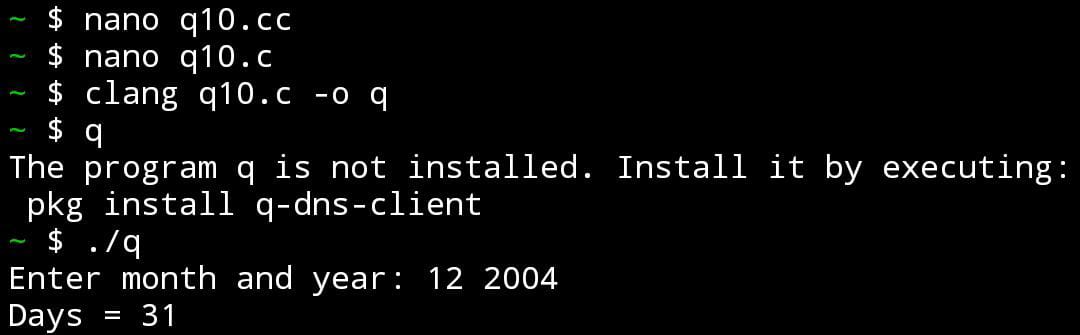 ~ $ nano q10.cc
~ $ nano q10.c
~ $ clang q10.c -o q
~ $ q
The program q is not installed. Install it by executing:
 pkg install q-dns-client
~ $ ./q
Enter month and year: 12 2004
Days = 31